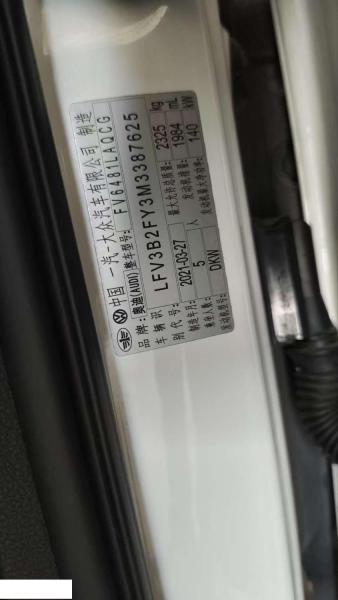 中国 一汽-大众汽车有限公司 制造
品牌: 奥迪(AUDI) 整车型号: FV6481LAQCG
车辆识别代号: LFV3B2FY3M3387625
制造年月: 2021-03-27 最大允许总质量: 2325 kg
乘坐人数: 5 人 发动机排量: 1984 mL
发动机型号: DKW 发动机最大净功率: 140 kW